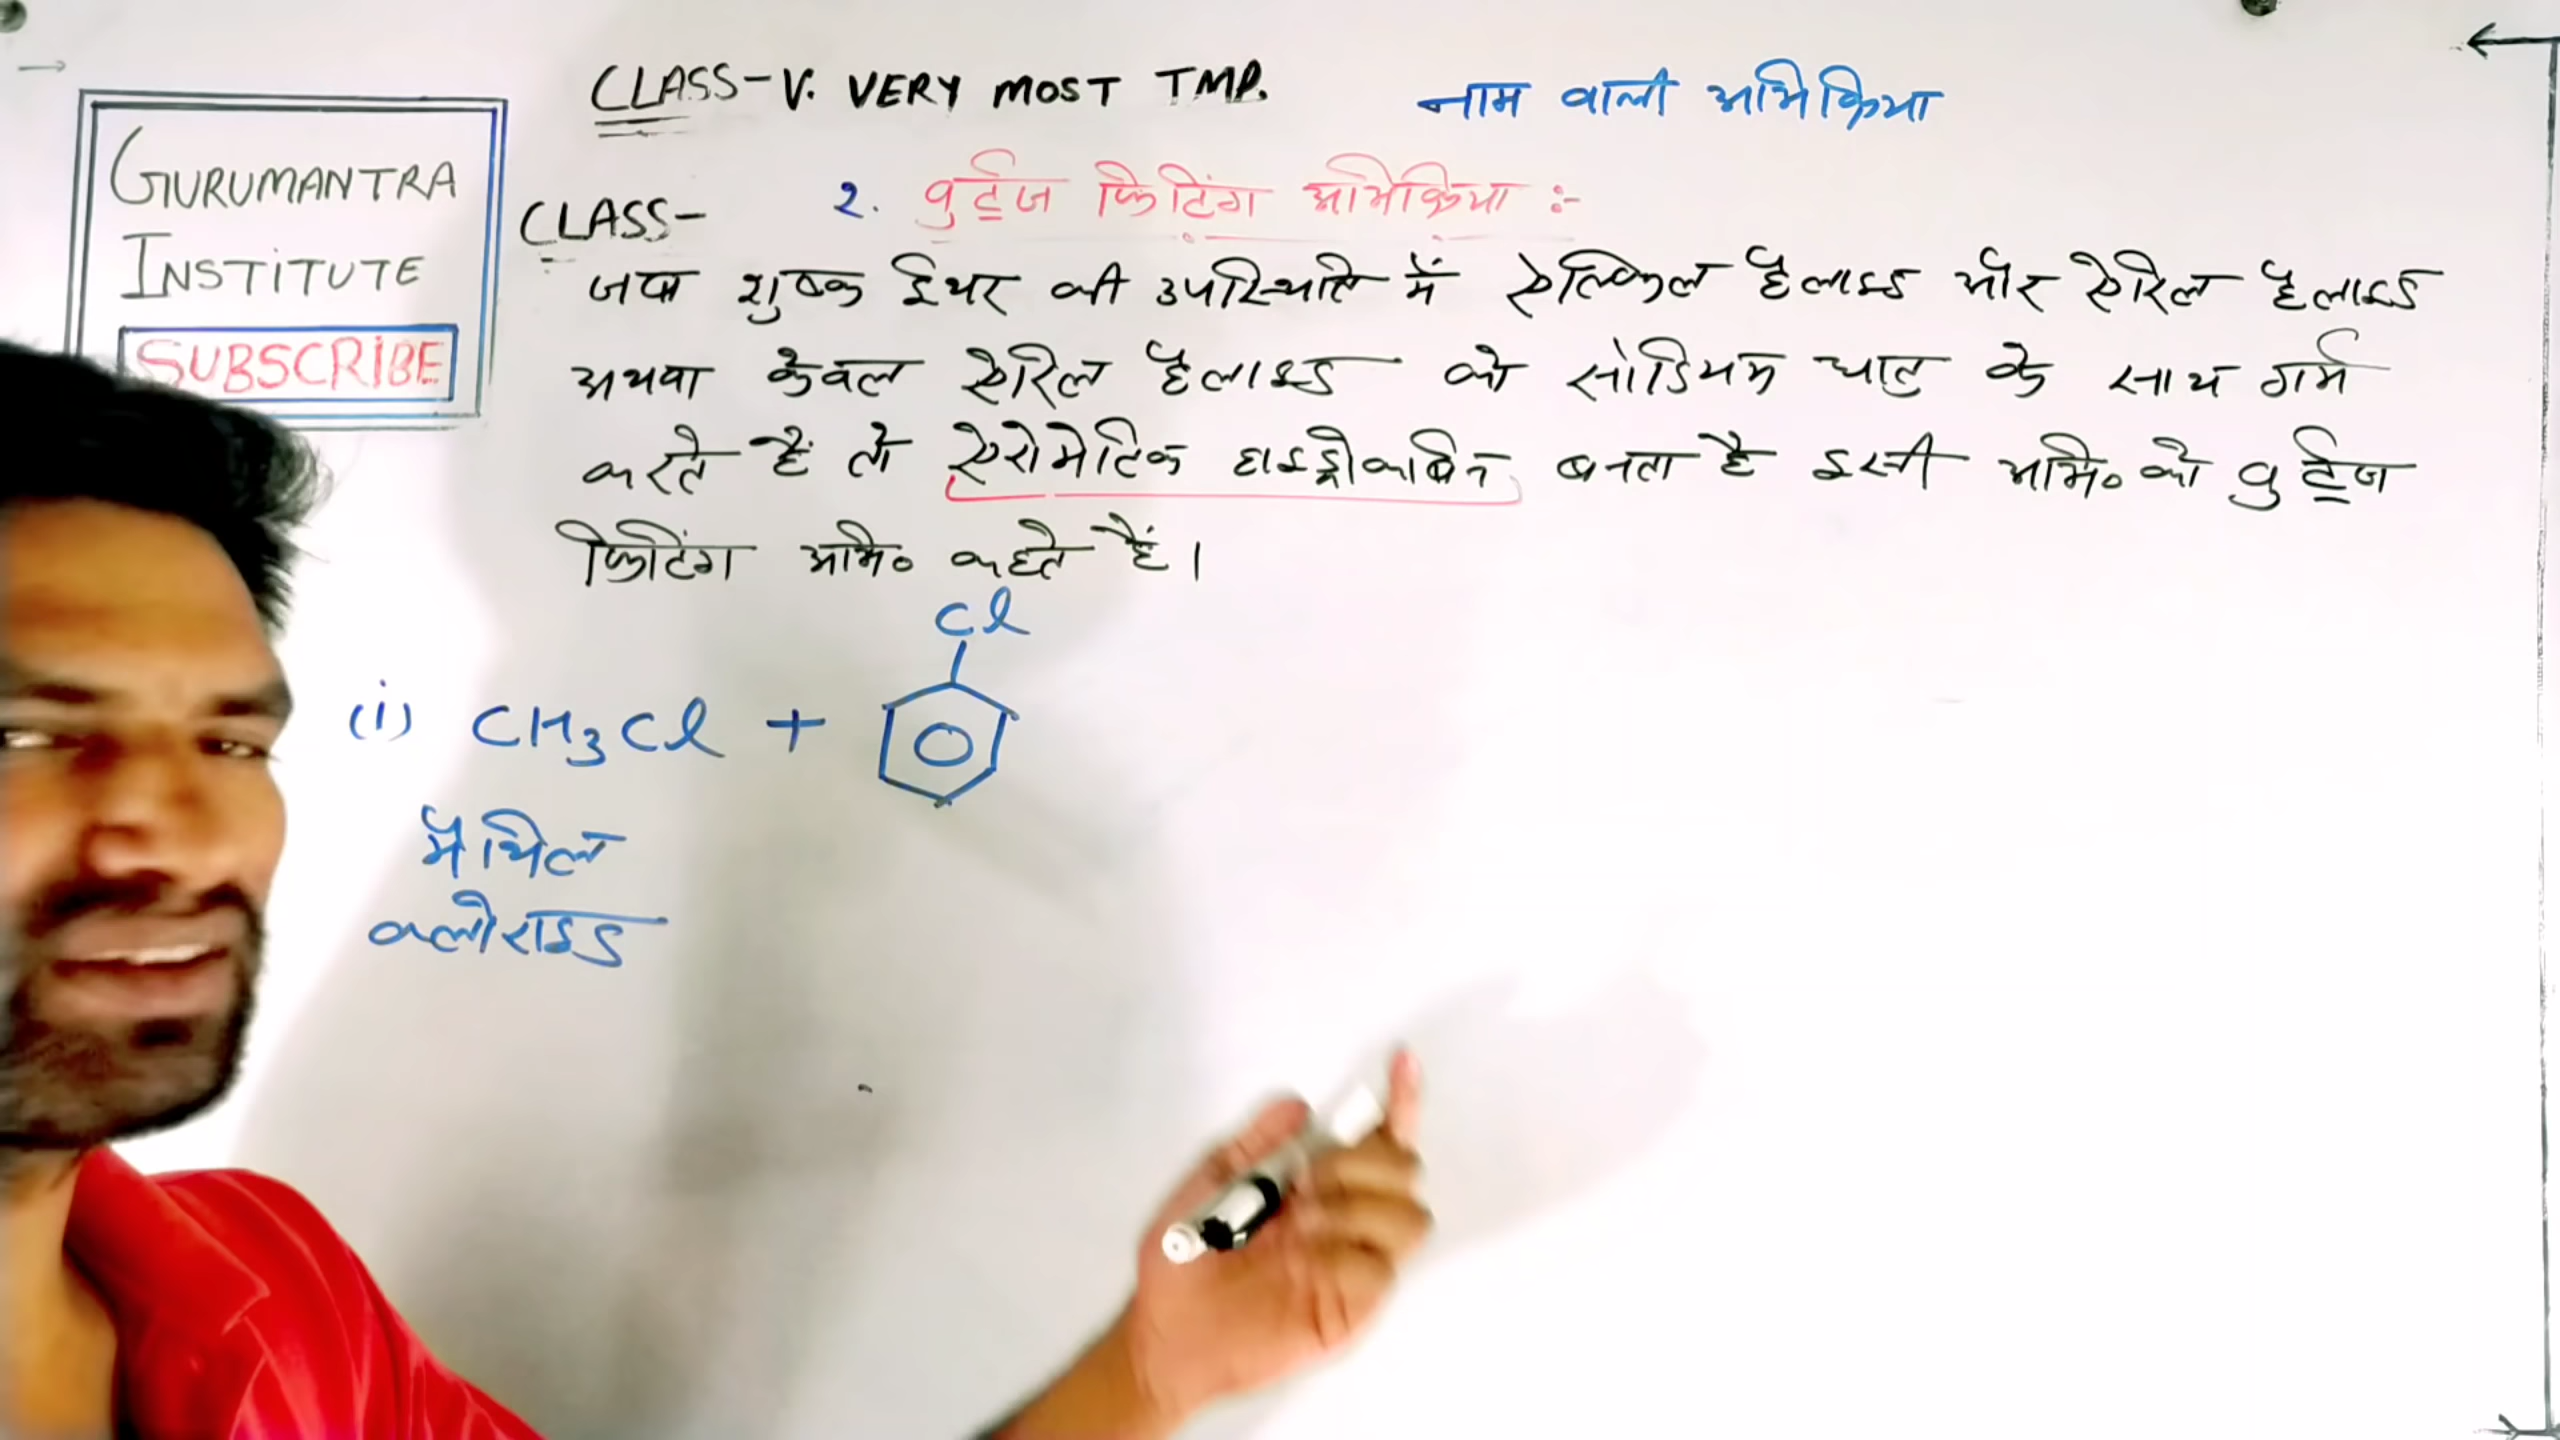 CLASS-V. VERY MOST IMP.
नाम वाली अभिक्रिया
GURUMANTRA
INSTITUTE
SUBSCRIBE
CLASS-
2. वुर्ट्ज फिटिंग अभिक्रिया :-
जब शुष्क ईथर की उपस्थिति में ऐल्किल हैलाइड और ऐरिल हैलाइड
अथवा केवल ऐरिल हैलाइड को सोडियम धातु के साथ गर्म
करते हैं तो ऐरोमेटिक हाइड्रोकार्बन बनता है इसी अभि० को वुर्ट्ज
फिटिंग अभि० कहते हैं।
Cl
(i) CH3Cl +
मैथिल
क्लोराइड